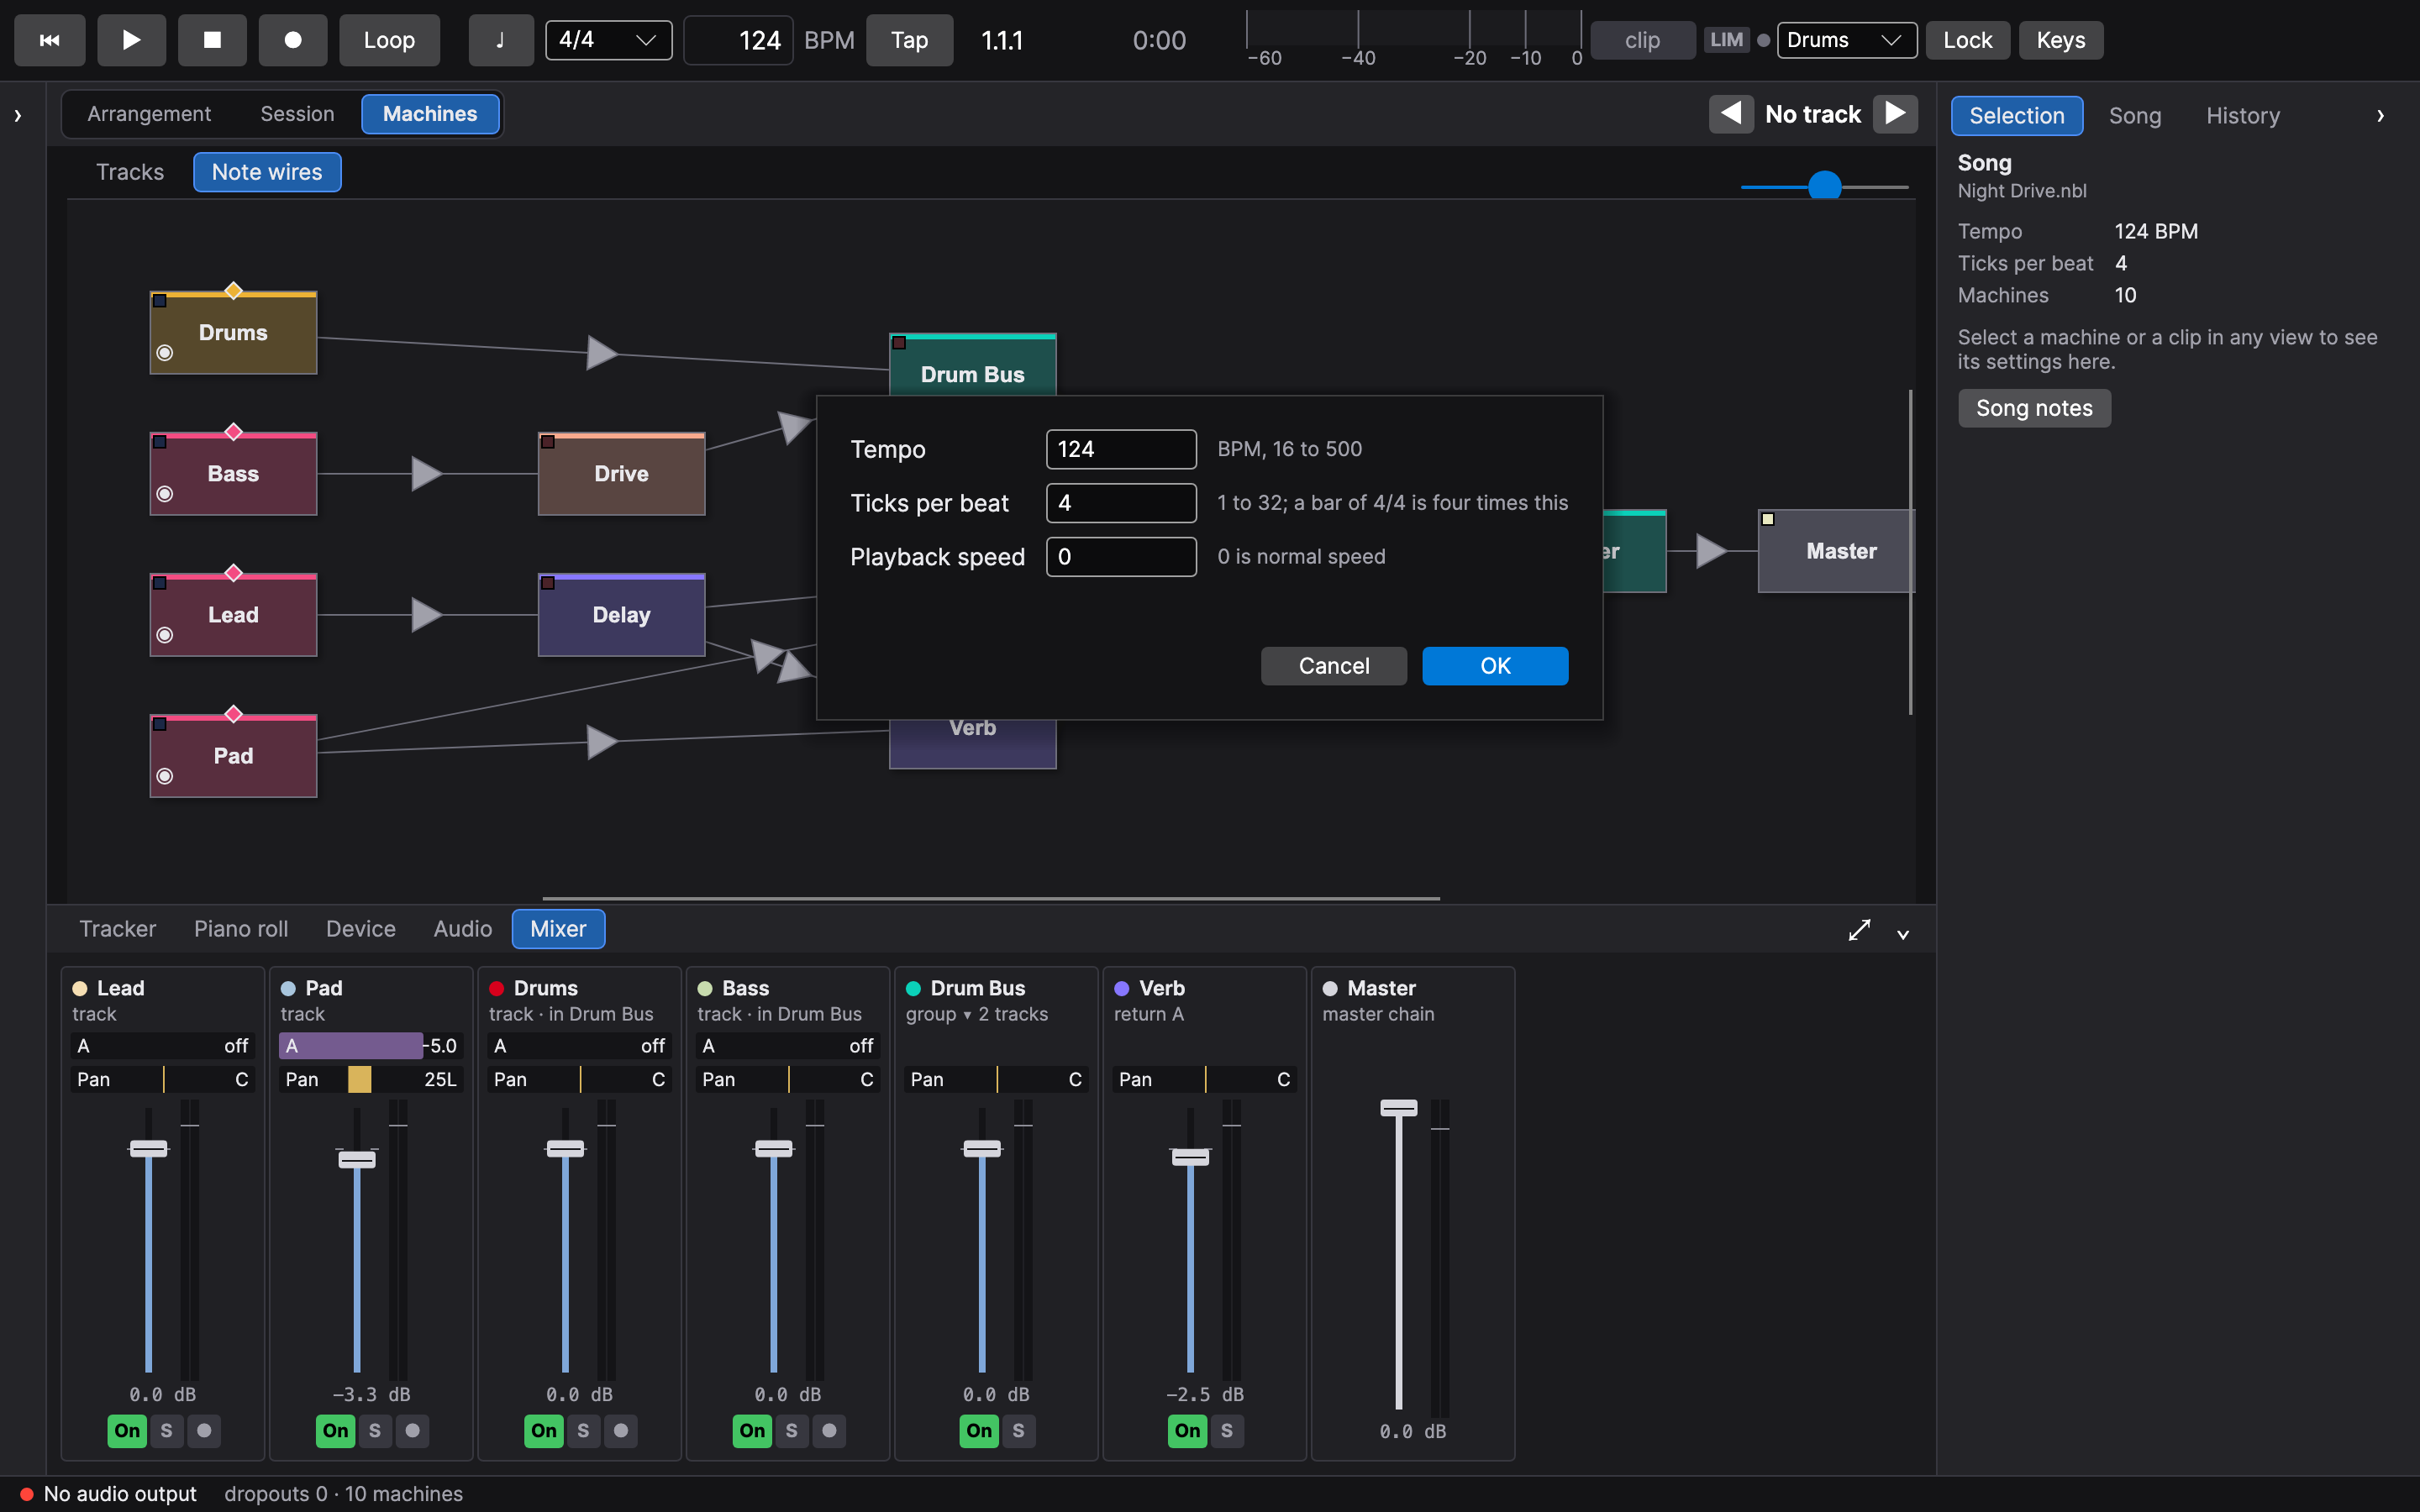 Loop
4/4
124 BPM
Tap
1.1.1
0:00
−60 −40 −20 −10 0
clip
LIM
Drums
Lock
Keys
Arrangement Session Machines
No track
Selection Song History
Tracks Note wires
Song
Night Drive.nbl
Tempo 124 BPM
Ticks per beat 4
Machines 10
Select a machine or a clip in any view to see
its settings here.
Song notes
Drums
Drum Bus
Bass
Drive
Lead
Delay
Pad
Verb
er
Master
Tempo 124 BPM, 16 to 500
Ticks per beat 4 1 to 32; a bar of 4/4 is four times this
Playback speed 0 0 is normal speed
Cancel OK
Tracker Piano roll Device Audio Mixer
Lead
track
A off
Pan C
0.0 dB
On S
Pad
track
A −5.0
Pan 25L
−3.3 dB
On S
Drums
track · in Drum Bus
A off
Pan C
0.0 dB
On S
Bass
track · in Drum Bus
A off
Pan C
0.0 dB
On S
Drum Bus
group ▾ 2 tracks
Pan C
0.0 dB
On S
Verb
return A
Pan C
−2.5 dB
On S
Master
master chain
0.0 dB
No audio output dropouts 0 · 10 machines